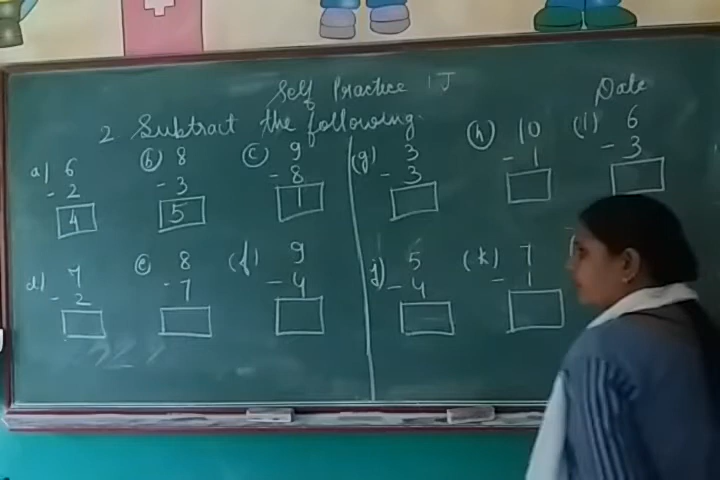 Self Practice 1J
Date
2. Subtract the following.
a) 6 (b) 8 (c) 9 (g) 3 (h) 10 (i) 6
- 2 - 3 - 8 - 3 - 1 - 3
4 5 1
d) 7 (e) 8 (f) 9 j) 5 (k) 7
- 2 - 7 - 4 - 4 - 1